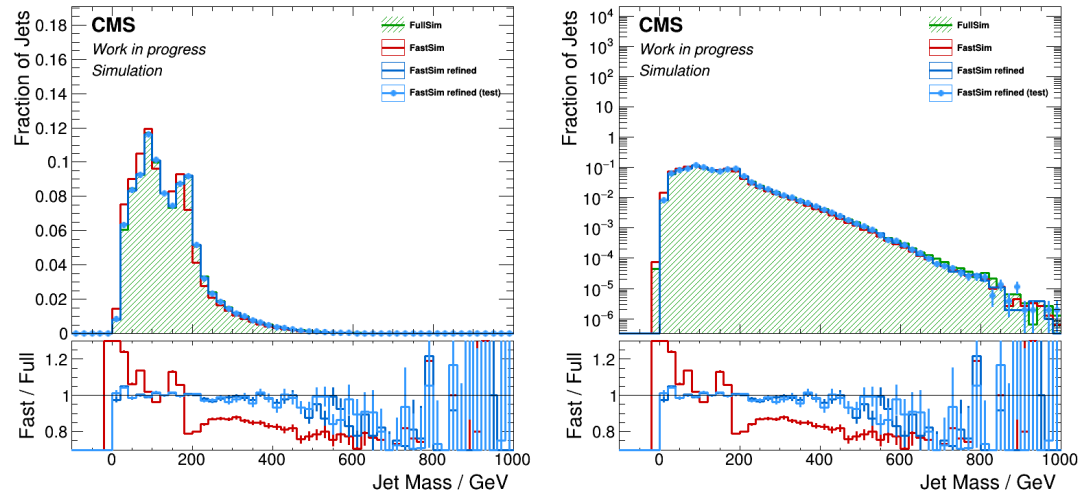 CMS
Work in progress
Simulation
FullSim
FastSim
FastSim refined
FastSim refined (test)
Fraction of Jets
0.18
0.16
0.14
0.12
0.1
0.08
0.06
0.04
0.02
0
Fast / Full
1.2
1
0.8
0 200 400 600 800 1000
Jet Mass / GeV
CMS
Work in progress
Simulation
FullSim
FastSim
FastSim refined
FastSim refined (test)
Fraction of Jets
10⁴
10³
10²
10
1
10⁻¹
10⁻²
10⁻³
10⁻⁴
10⁻⁵
10⁻⁶
Fast / Full
1.2
1
0.8
0 200 400 600 800 1000
Jet Mass / GeV